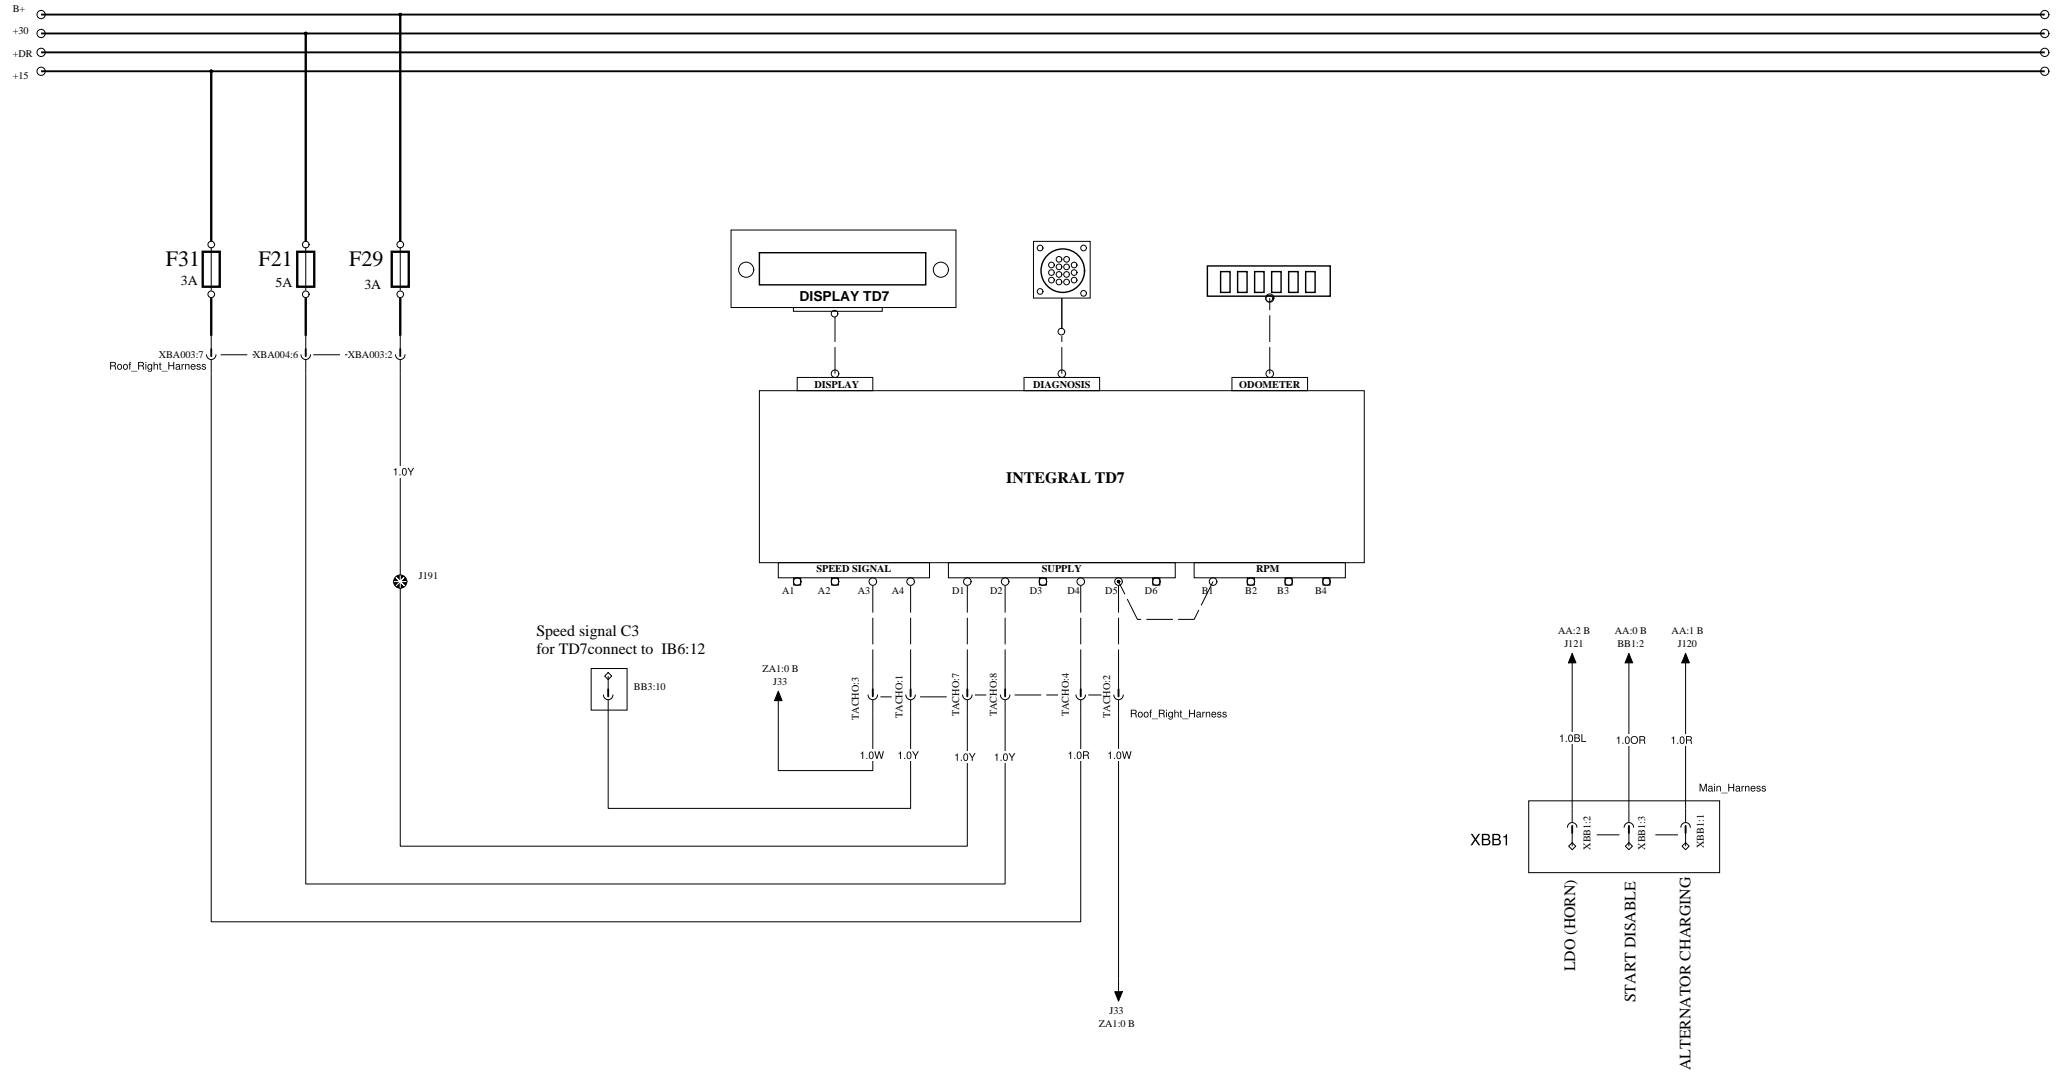 B+
+30
+DR
+15
F31
3A
F21
5A
F29
3A
DISPLAY TD7
XBA003:7
XBA004:6
XBA003:2
Roof_Right_Harness
DISPLAY
DIAGNOSIS
ODOMETER
1.0Y
INTEGRAL TD7
J191
SPEED SIGNAL
SUPPLY
RPM
A1
A2
A3
A4
D1
D2
D3
D4
D5
D6
B1
B2
B3
B4
Speed signal C3
for TD7connect to IB6:12
BB3:10
ZA1:0 B
J33
TACHO:3
TACHO:1
TACHO:7
TACHO:8
TACHO:4
TACHO:2
Roof_Right_Harness
1.0W
1.0Y
1.0Y
1.0Y
1.0R
1.0W
AA:2 B
J121
AA:0 B
BB1:2
AA:1 B
J120
1.0BL
1.0OR
1.0R
Main_Harness
XBB1
XBB1:2
XBB1:3
XBB1:1
LDO (HORN)
START DISABLE
ALTERNATOR CHARGING
J33
ZA1:0 B